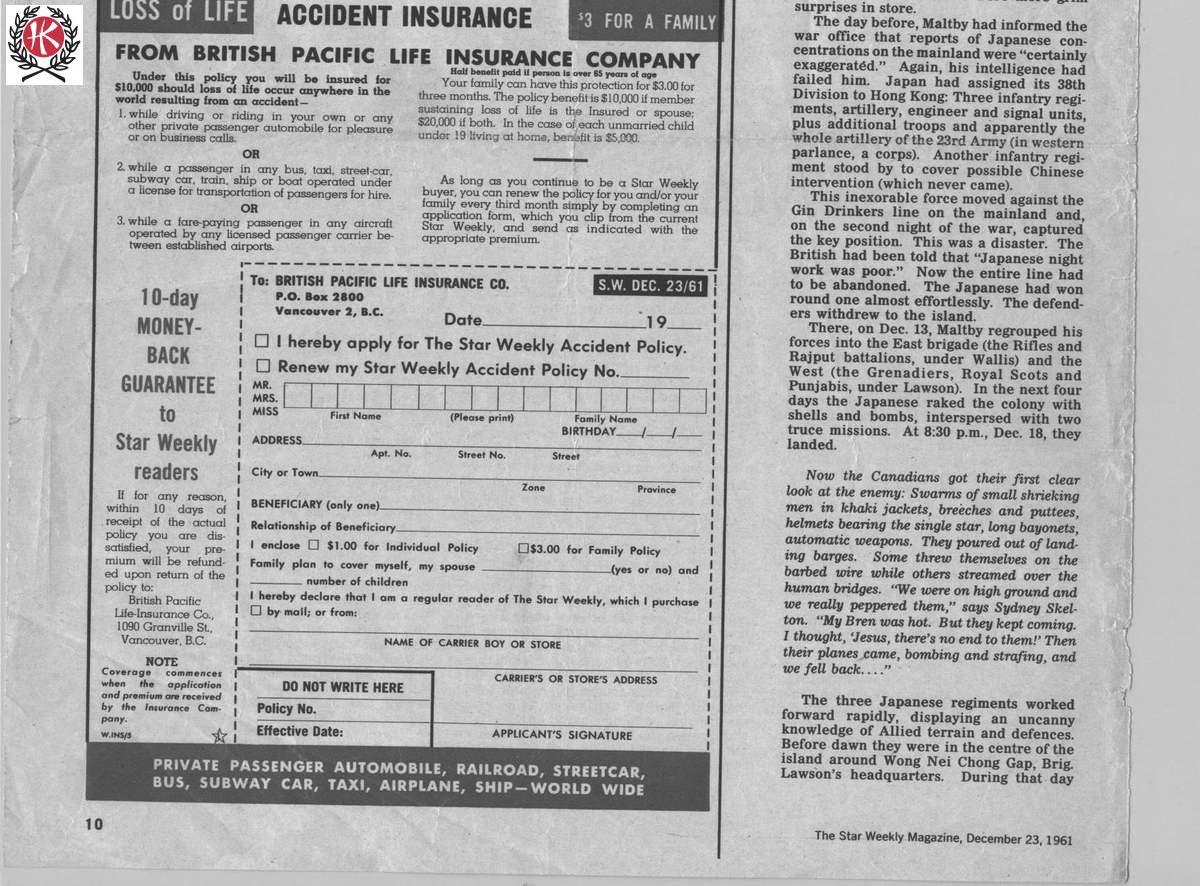 HK
LOSS of LIFE
ACCIDENT INSURANCE
$3 FOR A FAMILY
FROM BRITISH PACIFIC LIFE INSURANCE COMPANY
Under this policy you will be insured for
$10,000 should loss of life occur anywhere in the
world resulting from an accident—
1. while driving or riding in your own or any
other private passenger automobile for pleasure
or on business calls.
OR
2. while a passenger in any bus, taxi, street-car,
subway car, train, ship or boat operated under
a license for transportation of passengers for hire.
OR
3. while a fare-paying passenger in any aircraft
operated by any licensed passenger carrier be-
tween established airports.
Half benefit paid if person is over 65 years of age
Your family can have this protection for $3.00 for
three months. The policy benefit is $10,000 if member
sustaining loss of life is the Insured or spouse;
$20,000 if both. In the case of each unmarried child
under 19 living at home, benefit is $5,000.
As long as you continue to be a Star Weekly
buyer, you can renew the policy for you and/or your
family every third month simply by completing an
application form, which you clip from the current
Star Weekly, and send as indicated with the
appropriate premium.
10-day
MONEY-
BACK
GUARANTEE
to
Star Weekly
readers
If for any reason,
within 10 days of
receipt of the actual
policy you are dis-
satisfied, your pre-
mium will be refund-
ed upon return of the
policy to:
British Pacific
Life-Insurance Co.,
1090 Granville St.,
Vancouver, B.C.
NOTE
Coverage commences
when the application
and premium are received
by the Insurance Com-
pany.
W.INS/5
To: BRITISH PACIFIC LIFE INSURANCE CO.
P.O. Box 2800
Vancouver 2, B.C.
S.W. DEC. 23/61
Date 19
I hereby apply for The Star Weekly Accident Policy.
Renew my Star Weekly Accident Policy No.
MR.
MRS.
MISS
First Name (Please print) Family Name
BIRTHDAY / /
ADDRESS
Apt. No. Street No. Street
City or Town
Zone Province
BENEFICIARY (only one)
Relationship of Beneficiary
I enclose $1.00 for Individual Policy $3.00 for Family Policy
Family plan to cover myself, my spouse (yes or no) and
number of children
I hereby declare that I am a regular reader of The Star Weekly, which I purchase
by mail; or from:
NAME OF CARRIER BOY OR STORE
CARRIER'S OR STORE'S ADDRESS
DO NOT WRITE HERE
Policy No.
Effective Date:
APPLICANT'S SIGNATURE
PRIVATE PASSENGER AUTOMOBILE, RAILROAD, STREETCAR,
BUS, SUBWAY CAR, TAXI, AIRPLANE, SHIP—WORLD WIDE
10
surprises in store.
The day before, Maltby had informed the
war office that reports of Japanese con-
centrations on the mainland were "certainly
exaggerated." Again, his intelligence had
failed him. Japan had assigned its 38th
Division to Hong Kong: Three infantry regi-
ments, artillery, engineer and signal units,
plus additional troops and apparently the
whole artillery of the 23rd Army (in western
parlance, a corps). Another infantry regi-
ment stood by to cover possible Chinese
intervention (which never came).
This inexorable force moved against the
Gin Drinkers line on the mainland and,
on the second night of the war, captured
the key position. This was a disaster. The
British had been told that "Japanese night
work was poor." Now the entire line had
to be abandoned. The Japanese had won
round one almost effortlessly. The defend-
ers withdrew to the island.
There, on Dec. 13, Maltby regrouped his
forces into the East brigade (the Rifles and
Rajput battalions, under Wallis) and the
West (the Grenadiers, Royal Scots and
Punjabis, under Lawson). In the next four
days the Japanese raked the colony with
shells and bombs, interspersed with two
truce missions. At 8:30 p.m., Dec. 18, they
landed.
Now the Canadians got their first clear
look at the enemy: Swarms of small shrieking
men in khaki jackets, breeches and puttees,
helmets bearing the single star, long bayonets,
automatic weapons. They poured out of land-
ing barges. Some threw themselves on the
barbed wire while others streamed over the
human bridges. "We were on high ground and
we really peppered them," says Sydney Skel-
ton. "My Bren was hot. But they kept coming.
I thought, 'Jesus, there's no end to them!' Then
their planes came, bombing and strafing, and
we fell back...."
The three Japanese regiments worked
forward rapidly, displaying an uncanny
knowledge of Allied terrain and defences.
Before dawn they were in the centre of the
island around Wong Nei Chong Gap, Brig.
Lawson's headquarters. During that day
The Star Weekly Magazine, December 23, 1961